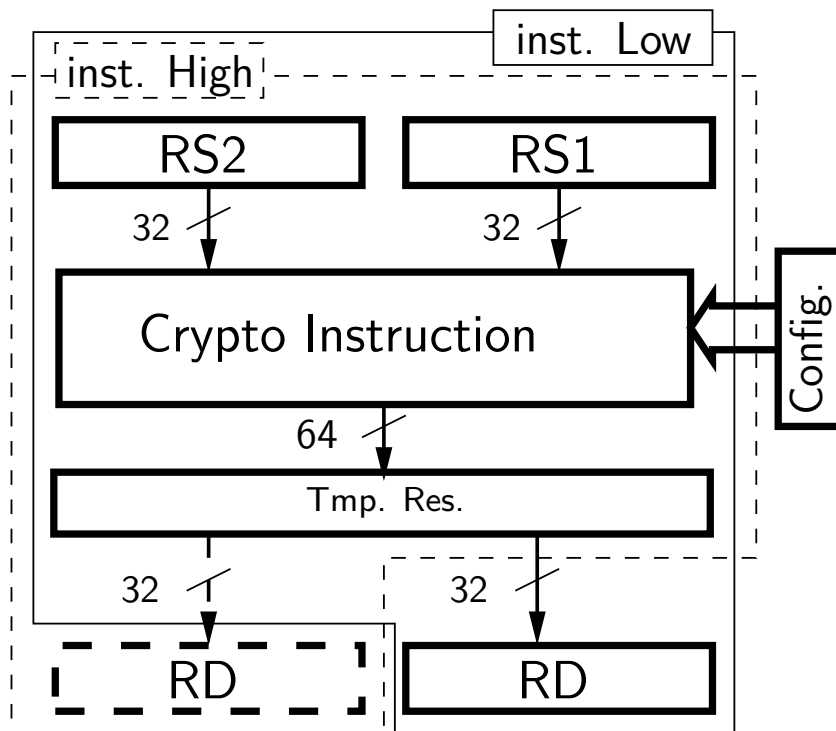 inst. Low
inst. High
RS2
RS1
32
32
Crypto Instruction
Config.
64
Tmp. Res.
32
32
RD
RD